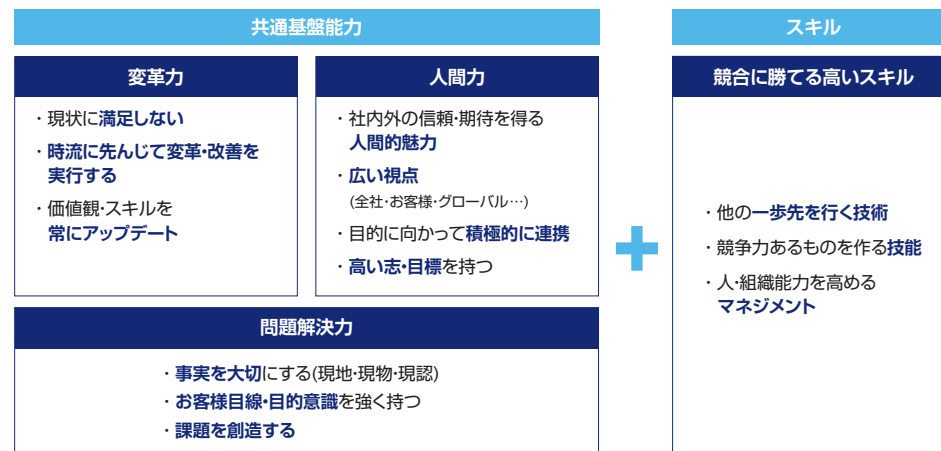 共通基盤能力
変革力
・現状に満足しない
・時流に先んじて変革・改善を
実行する
・価値観・スキルを
常にアップデート
人間力
・社内外の信頼・期待を得る
人間的魅力
・広い視点
(全社・お客様・グローバル…)
・目的に向かって積極的に連携
・高い志・目標を持つ
問題解決力
・事実を大切にする(現地・現物・現認)
・お客様目線・目的意識を強く持つ
・課題を創造する
スキル
競合に勝てる高いスキル
・他の一歩先を行く技術
・競争力あるものを作る技能
・人・組織能力を高める
マネジメント